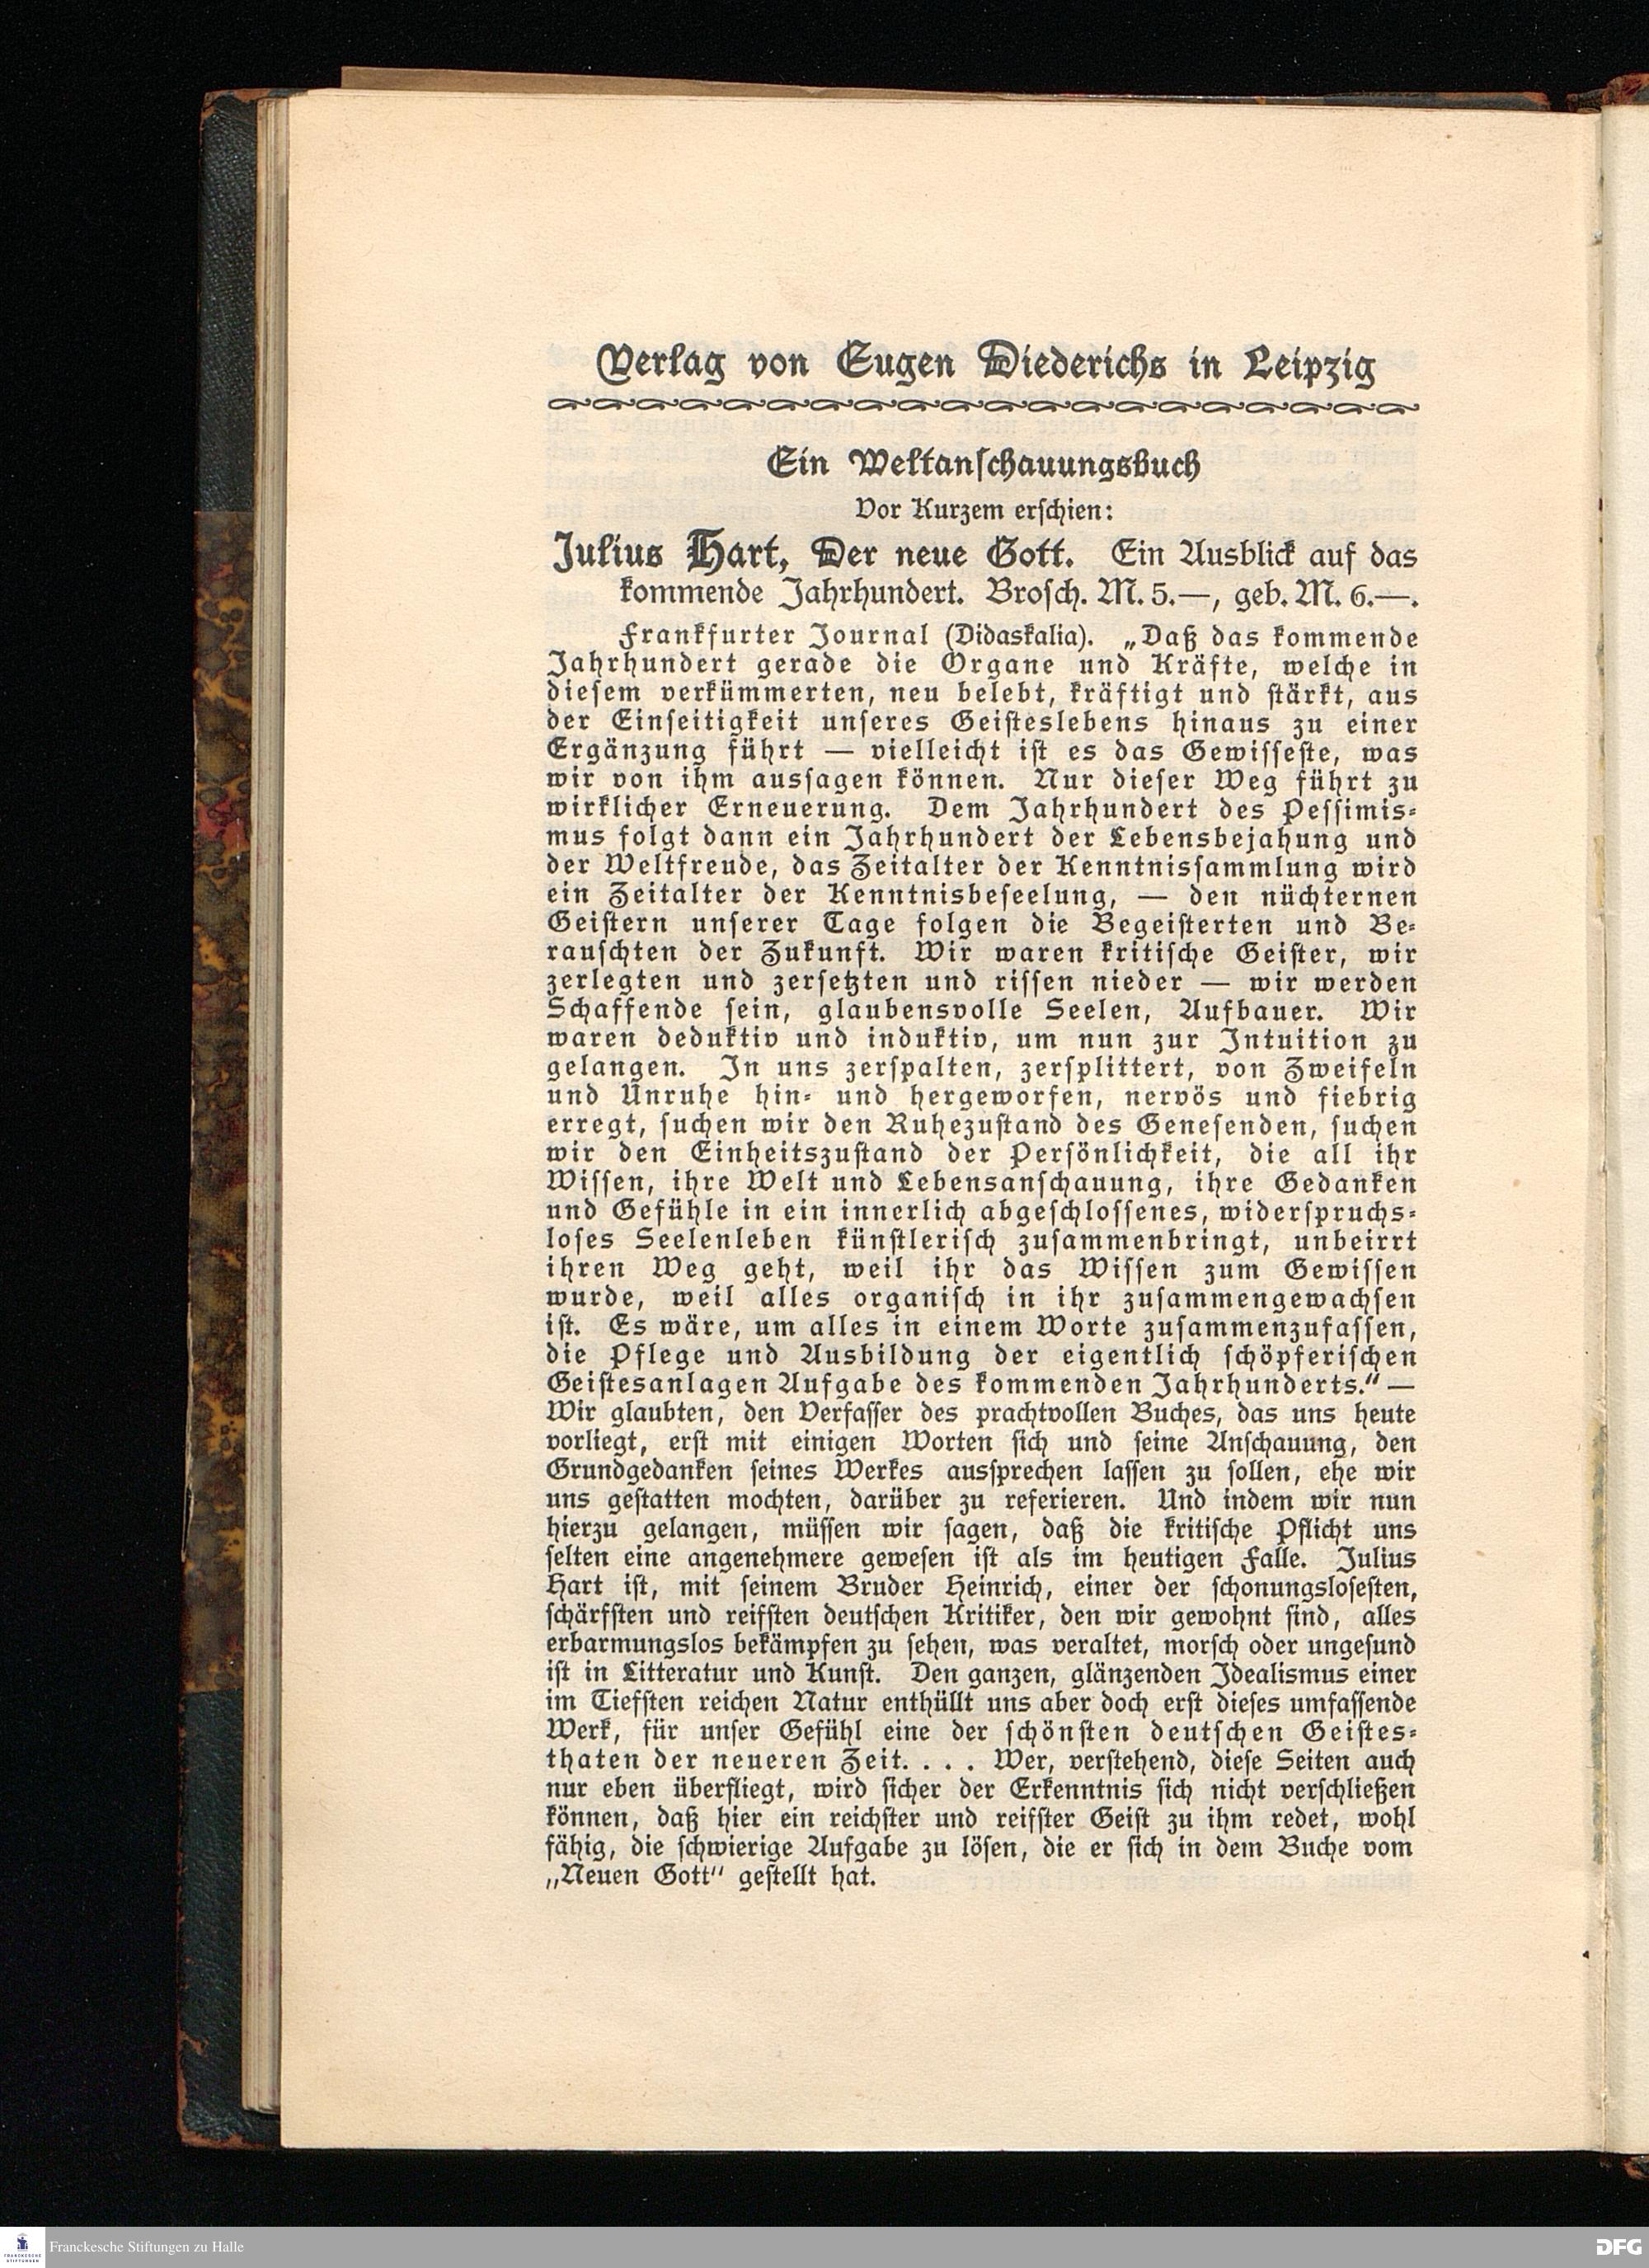 Verlag von Eugen Diederichs in Leipzig
Ein Weltanschauungsbuch
Vor Kurzem erschien:
Julius Hart, Der neue Gott. Ein Ausblick auf das
kommende Jahrhundert. Brosch. M. 5.—, geb. M. 6.—.
Frankfurter Journal (Didaskalia). „Daß das kommende
Jahrhundert gerade die Organe und Kräfte, welche in
diesem verkümmerten, neu belebt, kräftigt und stärkt, aus
der Einseitigkeit unseres Geisteslebens hinaus zu einer
Ergänzung führt — vielleicht ist es das Gewisseste, was
wir von ihm aussagen können. Nur dieser Weg führt zu
wirklicher Erneuerung. Dem Jahrhundert des Pessimis-
mus folgt dann ein Jahrhundert der Lebensbejahung und
der Weltfreude, das Zeitalter der Kenntnissammlung wird
ein Zeitalter der Kenntnisbeseelung, — den nüchternen
Geistern unserer Tage folgen die Begeisterten und Be-
rauschten der Zukunft. Wir waren kritische Geister, wir
zerlegten und zersetzten und rissen nieder — wir werden
Schaffende sein, glaubensvolle Seelen, Aufbauer. Wir
waren deduktiv und induktiv, um nun zur Intuition zu
gelangen. In uns zerspalten, zersplittert, von Zweifeln
und Unruhe hin- und hergeworfen, nervös und fiebrig
erregt, suchen wir den Ruhezustand des Genesenden, suchen
wir den Einheitszustand der Persönlichkeit, die all ihr
Wissen, ihre Welt und Lebensanschauung, ihre Gedanken
und Gefühle in ein innerlich abgeschlossenes, widerspruchs-
loses Seelenleben künstlerisch zusammenbringt, unbeirrt
ihren Weg geht, weil ihr das Wissen zum Gewissen
wurde, weil alles organisch in ihr zusammengewachsen
ist. Es wäre, um alles in einem Worte zusammenzufassen,
die Pflege und Ausbildung der eigentlich schöpferischen
Geistesanlagen Aufgabe des kommenden Jahrhunderts.“ —
Wir glaubten, den Verfasser des prachtvollen Buches, das uns heute
vorliegt, erst mit einigen Worten sich und seine Anschauung, den
Grundgedanken seines Werkes aussprechen lassen zu sollen, ehe wir
uns gestatten mochten, darüber zu referieren. Und indem wir nun
hierzu gelangen, müssen wir sagen, daß die kritische Pflicht uns
selten eine angenehmere gewesen ist als im heutigen Falle. Julius
Hart ist, mit seinem Bruder Heinrich, einer der schonungslosesten,
schärfsten und reifsten deutschen Kritiker, den wir gewohnt sind, alles
erbarmungslos bekämpfen zu sehen, was veraltet, morsch oder ungesund
ist in Litteratur und Kunst. Den ganzen, glänzenden Idealismus einer
im Tiefsten reichen Natur enthüllt uns aber doch erst dieses umfassende
Werk, für unser Gefühl eine der schönsten deutschen Geistes-
thaten der neueren Zeit. . . . Wer, verstehend, diese Seiten auch
nur eben überfliegt, wird sicher der Erkenntnis sich nicht verschließen
können, daß hier ein reichster und reifster Geist zu ihm redet, wohl
fähig, die schwierige Aufgabe zu lösen, die er sich in dem Buche vom
„Neuen Gott“ gestellt hat.
FRANCKESCHE
STIFTUNGEN
Franckesche Stiftungen zu Halle
DFG